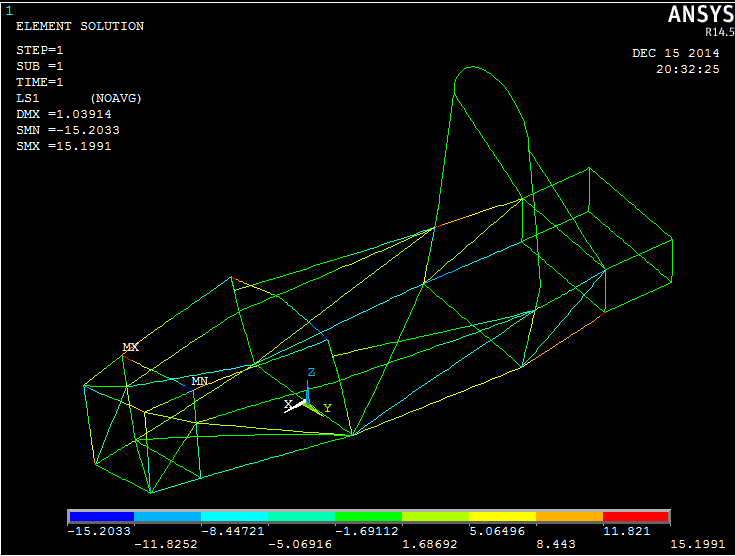 1
ANSYS
R14.5
ELEMENT SOLUTION
DEC 15 2014
20:32:25
STEP=1
SUB =1
TIME=1
LS1 (NOAVG)
DMX =1.03914
SMN =-15.2033
SMX =15.1991
MX
MN
Z
X
Y
-15.2033 -8.44721 -1.69112 5.06496 11.821
-11.8252 -5.06916 1.68692 8.443 15.1991